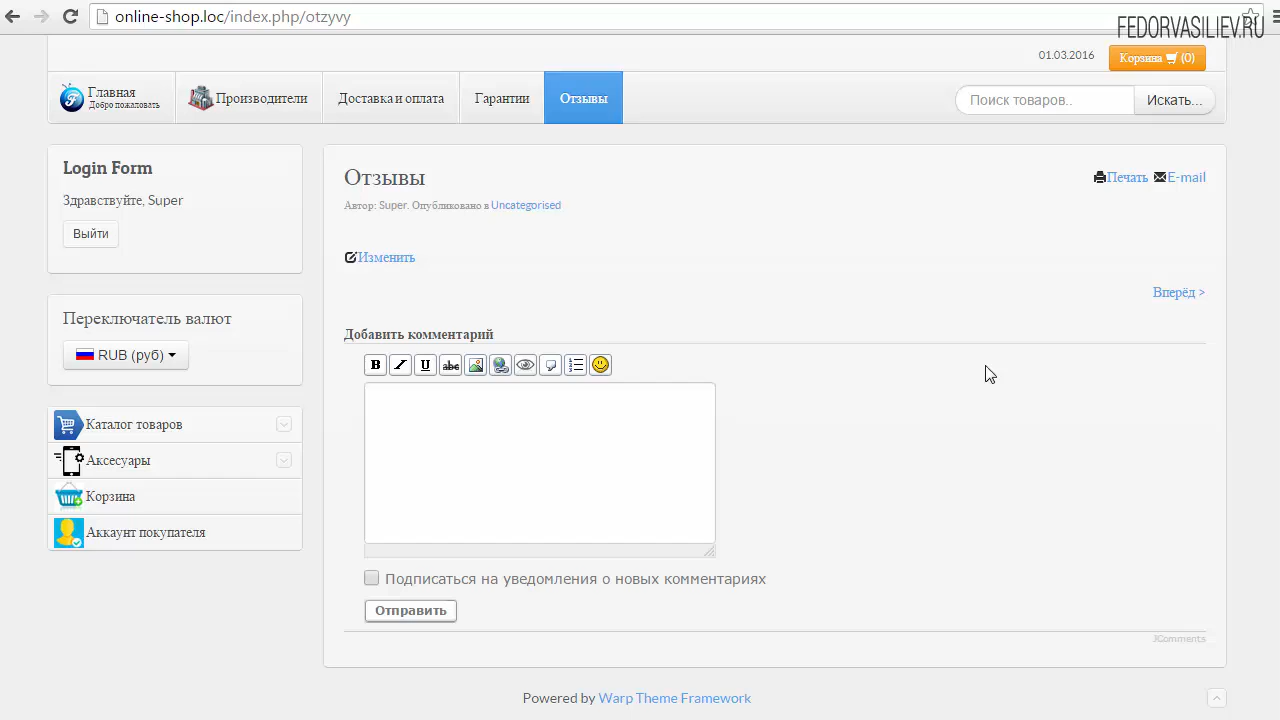 online-shop.loc/index.php/otzyvy
FEDORVASILIEV.RU
01.03.2016
Корзина (0)
Главная
Добро пожаловать
Производители
Доставка и оплата
Гарантии
Отзывы
Поиск товаров..
Искать...
Login Form
Здравствуйте, Super
Выйти
Переключатель валют
RUB (руб)
Каталог товаров
Аксесуары
Корзина
Аккаунт покупателя
Отзывы
Печать E-mail
Автор: Super. Опубликовано в Uncategorised
Изменить
Вперёд >
Добавить комментарий
B I U abc
Подписаться на уведомления о новых комментариях
Отправить
JComments
Powered by Warp Theme Framework